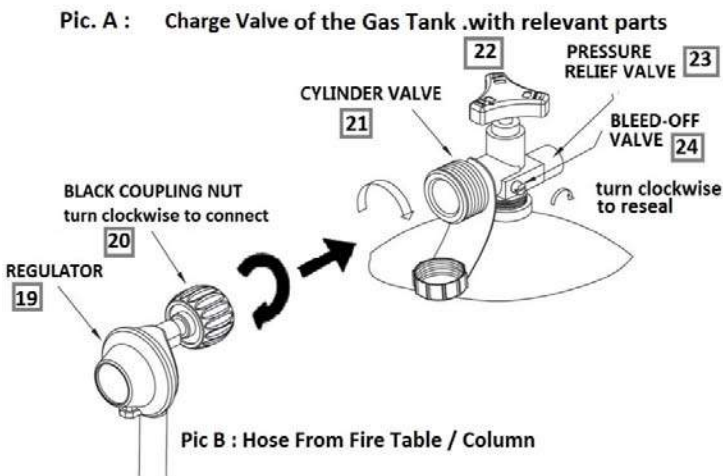 Pic. A : Charge Valve of the Gas Tank .with relevant parts
22
PRESSURE
RELIEF VALVE 23
CYLINDER VALVE
21
BLEED-OFF
VALVE 24
turn clockwise
to reseal
BLACK COUPLING NUT
turn clockwise to connect
20
REGULATOR
19
Pic B : Hose From Fire Table / Column